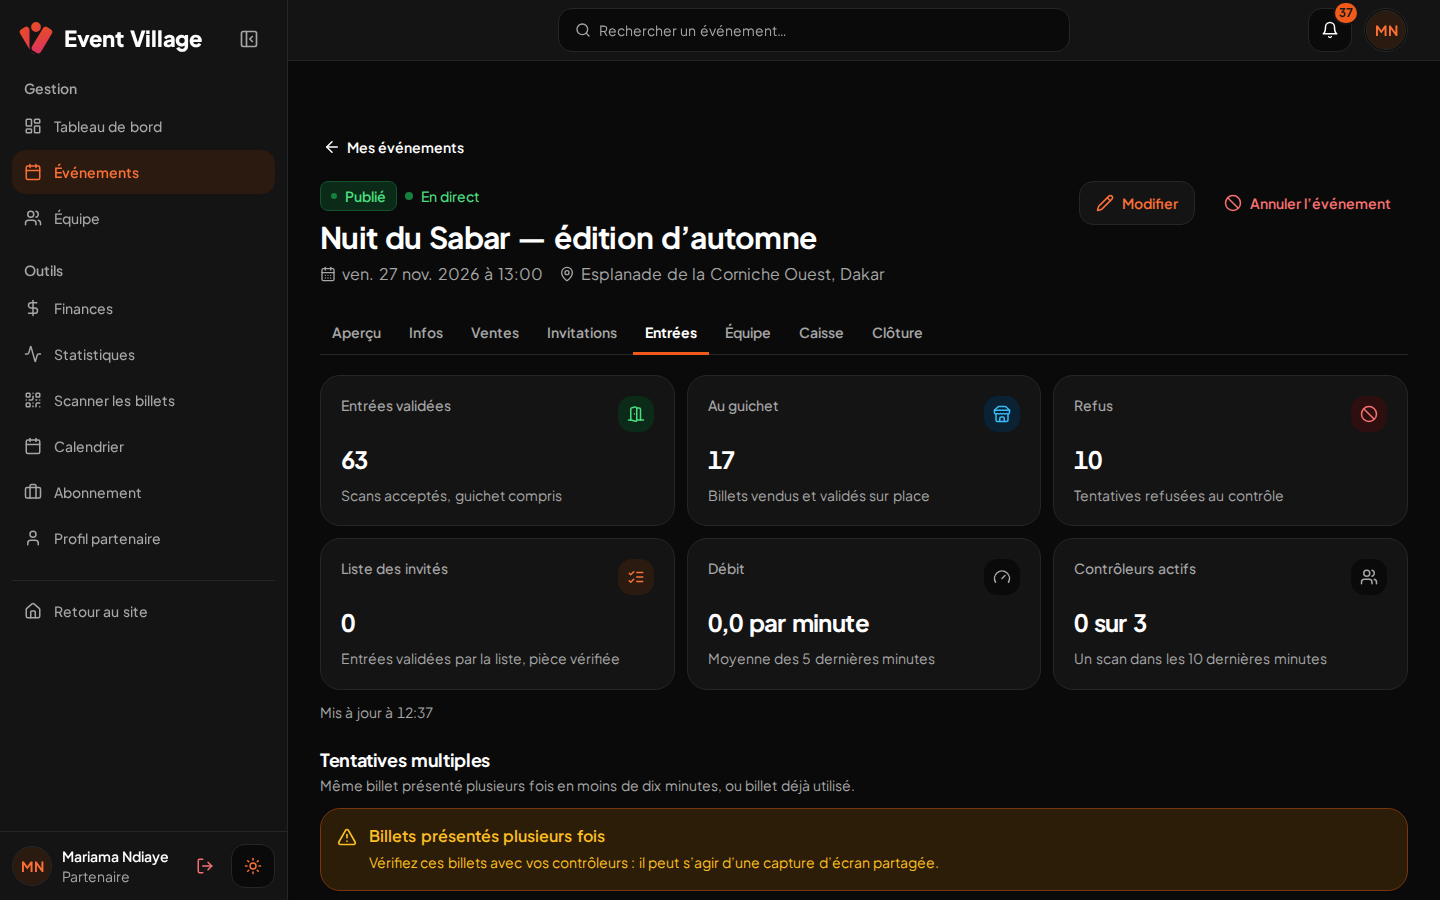 Event Village
Rechercher un événement…
37
MN
Gestion
Tableau de bord
Événements
Équipe
Outils
Finances
Statistiques
Scanner les billets
Calendrier
Abonnement
Profil partenaire
Retour au site
MN
Mariama Ndiaye
Partenaire
Mes événements
Publié
En direct
Modifier
Annuler l’événement
Nuit du Sabar — édition d’automne
ven. 27 nov. 2026 à 13:00
Esplanade de la Corniche Ouest, Dakar
Aperçu
Infos
Ventes
Invitations
Entrées
Équipe
Caisse
Clôture
Entrées validées
63
Scans acceptés, guichet compris
Au guichet
17
Billets vendus et validés sur place
Refus
10
Tentatives refusées au contrôle
Liste des invités
0
Entrées validées par la liste, pièce vérifiée
Débit
0,0 par minute
Moyenne des 5 dernières minutes
Contrôleurs actifs
0 sur 3
Un scan dans les 10 dernières minutes
Mis à jour à 12:37
Tentatives multiples
Même billet présenté plusieurs fois en moins de dix minutes, ou billet déjà utilisé.
Billets présentés plusieurs fois
Vérifiez ces billets avec vos contrôleurs : il peut s’agir d’une capture d’écran partagée.